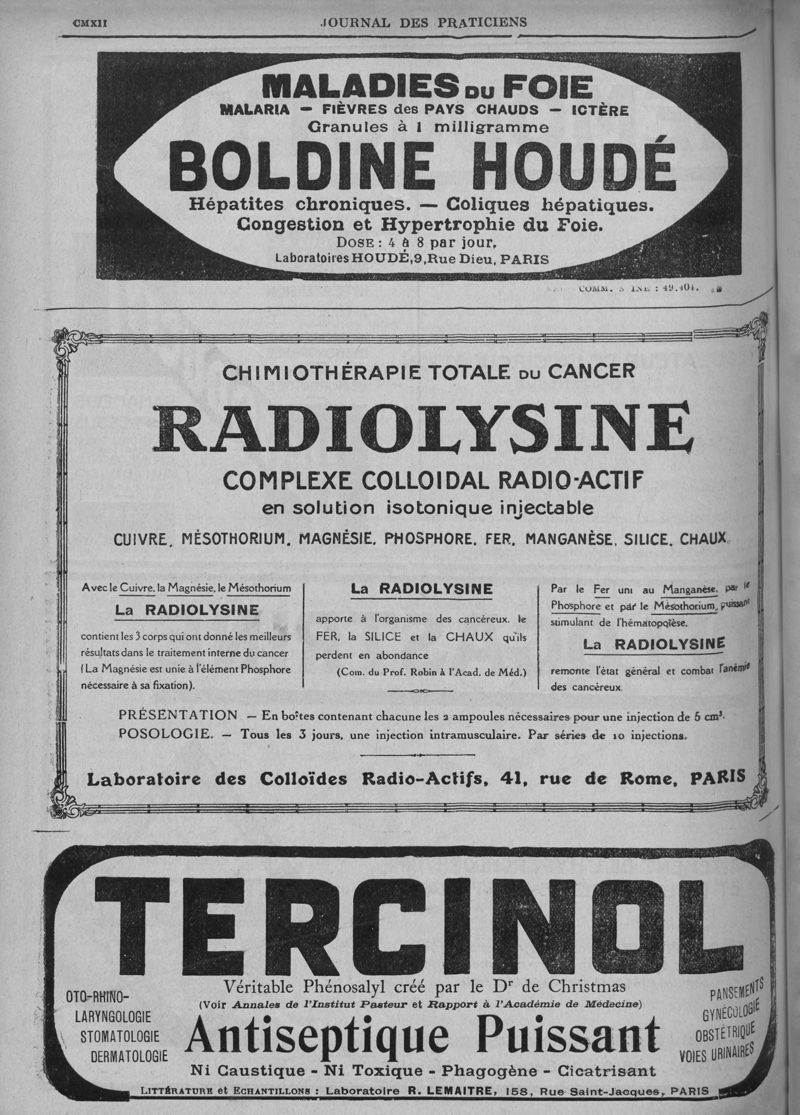 CMXII
JOURNAL DES PRATICIENS
MALADIES DU FOIE
MALARIA — FIÈVRES des PAYS CHAUDS — ICTÈRE
Granules à 1 milligramme
BOLDINE HOUDÉ
Hépatites chroniques. — Coliques hépatiques.
Congestion et Hypertrophie du Foie.
DOSE : 4 à 8 par jour,
Laboratoires HOUDÉ, 9, Rue Dieu, PARIS
COMM. : 49.404.
CHIMIOTHÉRAPIE TOTALE DU CANCER
RADIOLYSINE
COMPLEXE COLLOIDAL RADIO-ACTIF
en solution isotonique injectable
CUIVRE, MÉSOTHORIUM, MAGNÉSIE, PHOSPHORE, FER, MANGANÈSE, SILICE, CHAUX
Avec le Cuivre, la Magnésie, le Mésothorium
La RADIOLYSINE
contient les 3 corps qui ont donné les meilleurs
résultats dans le traitement interne du cancer
(La Magnésie est unie à l'élément Phosphore
nécessaire à sa fixation).
La RADIOLYSINE
apporte à l'organisme des cancéreux, le
FER, la SILICE et la CHAUX qu'ils
perdent en abondance
(Com. du Prof. Robin à l'Acad. de Méd.)
Par le Fer uni au Manganèse, par le
Phosphore et par le Mésothorium, puissant
stimulant de l'hématopoïèse,
La RADIOLYSINE
remonte l'état général et combat l'anémie
des cancéreux.
PRÉSENTATION — En boîtes contenant chacune les 2 ampoules nécessaires pour une injection de 5 cm³.
POSOLOGIE. — Tous les 3 jours, une injection intramusculaire. Par séries de 10 injections.
Laboratoire des Colloïdes Radio-Actifs, 41, rue de Rome, PARIS
TERCINOL
Véritable Phénosalyl créé par le Dr de Christmas
(Voir Annales de l'Institut Pasteur et Rapport à l'Académie de Médecine)
OTO-RHINO-
LARYNGOLOGIE
STOMATOLOGIE
DERMATOLOGIE
Antiseptique Puissant
PANSEMENTS
GYNÉCOLOGIE
OBSTÉTRIQUE
VOIES URINAIRES
Ni Caustique - Ni Toxique - Phagogène - Cicatrisant
LITTÉRATURE et ECHANTILLONS : Laboratoire R. LEMAITRE, 158, Rue Saint-Jacques, PARIS